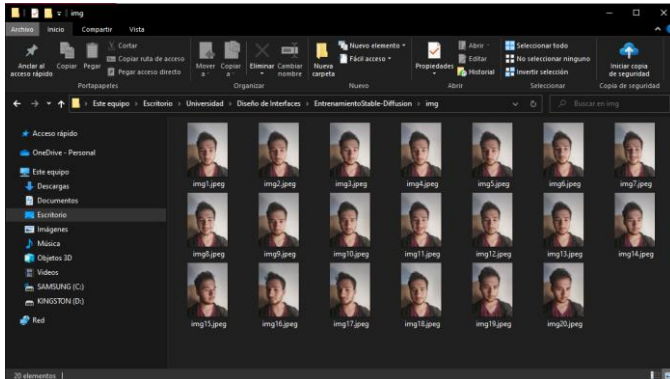 img
Archivo Inicio Compartir Vista
Anclar al acceso rápido
Copiar
Pegar
Cortar
Copiar ruta de acceso
Pegar acceso directo
Mover a
Copiar a
Eliminar
Cambiar nombre
Nueva carpeta
Nuevo elemento
Fácil acceso
Propiedades
Abrir
Editar
Historial
Seleccionar todo
No seleccionar ninguno
Invertir selección
Iniciar copia de seguridad
Portapapeles Organizar Nuevo Abrir Seleccionar Copia de seguridad
Este equipo › Escritorio › Universidad › Diseño de Interfaces › EntrenamientoStable-Diffusion › img
Buscar en img
Acceso rápido
OneDrive - Personal
Este equipo
Descargas
Documentos
Escritorio
Imágenes
Música
Objetos 3D
Videos
SAMSUNG (C:)
KINGSTON (D:)
Red
img1.jpeg img2.jpeg img3.jpeg img4.jpeg img5.jpeg img6.jpeg img7.jpeg
img8.jpeg img9.jpeg img10.jpeg img11.jpeg img12.jpeg img13.jpeg img14.jpeg
img15.jpeg img16.jpeg img17.jpeg img18.jpeg img19.jpeg img20.jpeg
20 elementos